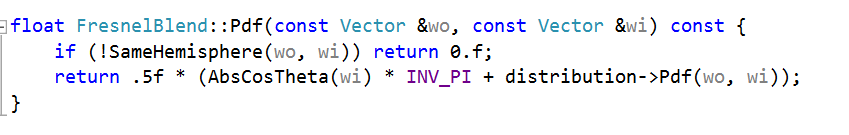 float FresnelBlend::Pdf(const Vector &wo, const Vector &wi) const {
    if (!SameHemisphere(wo, wi)) return 0.f;
    return .5f * (AbsCosTheta(wi) * INV_PI + distribution->Pdf(wo, wi));
}